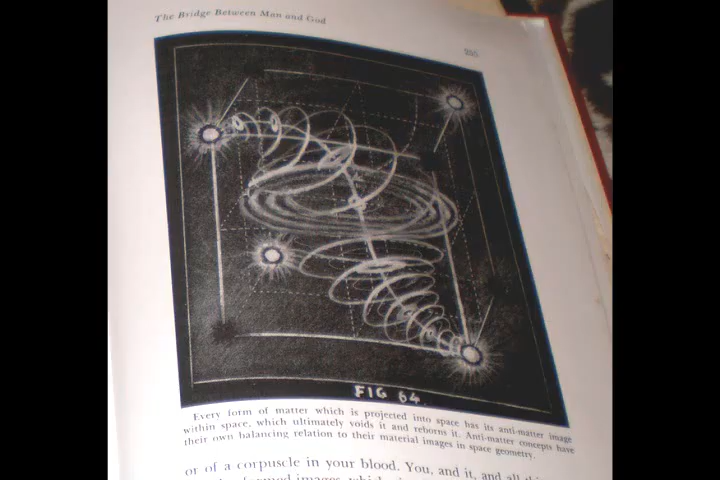 The Bridge Between Man and God
FIG 64
Every form of matter which is projected into space has its anti-matter image
within space, which ultimately voids it and reborns it. Anti-matter concepts have
their own balancing relation to their material images in space geometry.
or of a corpuscle in your blood. You, and it, and all
formed images, which